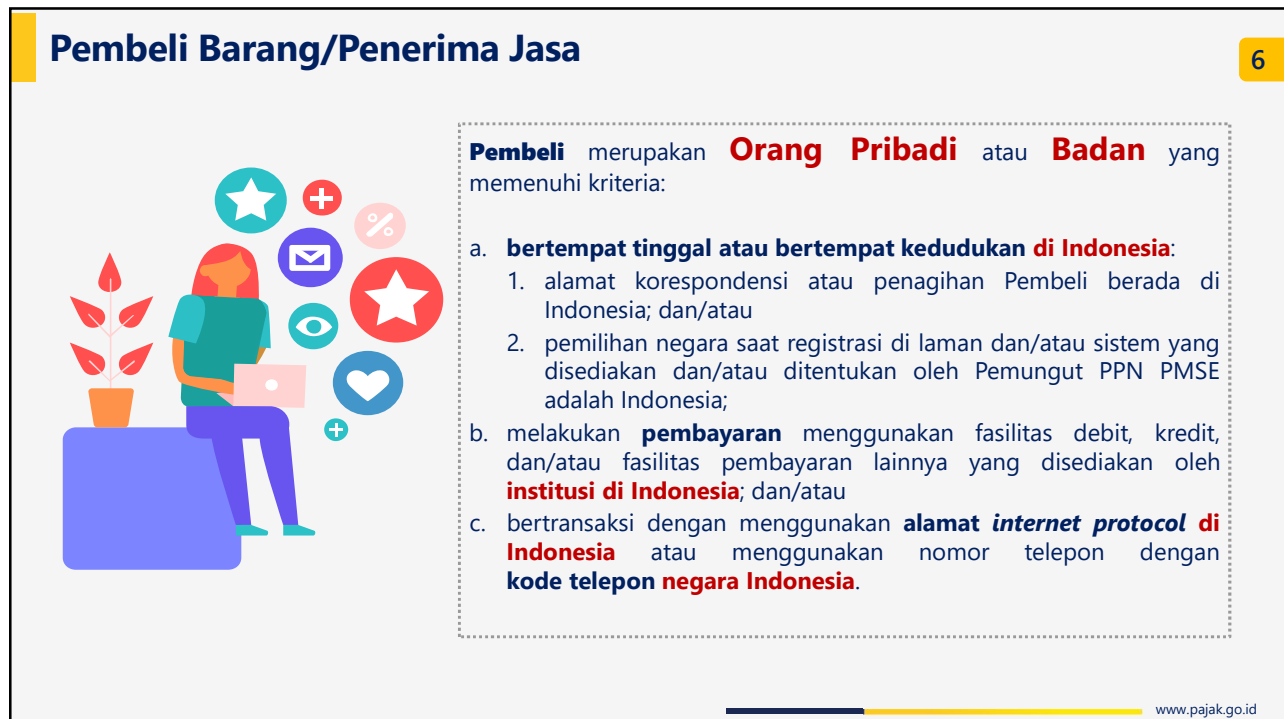 Pembeli Barang/Penerima Jasa
6
Pembeli merupakan Orang Pribadi atau Badan yang
memenuhi kriteria:
a. bertempat tinggal atau bertempat kedudukan di Indonesia:
1. alamat korespondensi atau penagihan Pembeli berada di
Indonesia; dan/atau
2. pemilihan negara saat registrasi di laman dan/atau sistem yang
disediakan dan/atau ditentukan oleh Pemungut PPN PMSE
adalah Indonesia;
b. melakukan pembayaran menggunakan fasilitas debit, kredit,
dan/atau fasilitas pembayaran lainnya yang disediakan oleh
institusi di Indonesia; dan/atau
c. bertransaksi dengan menggunakan alamat internet protocol di
Indonesia atau menggunakan nomor telepon dengan
kode telepon negara Indonesia.
www.pajak.go.id